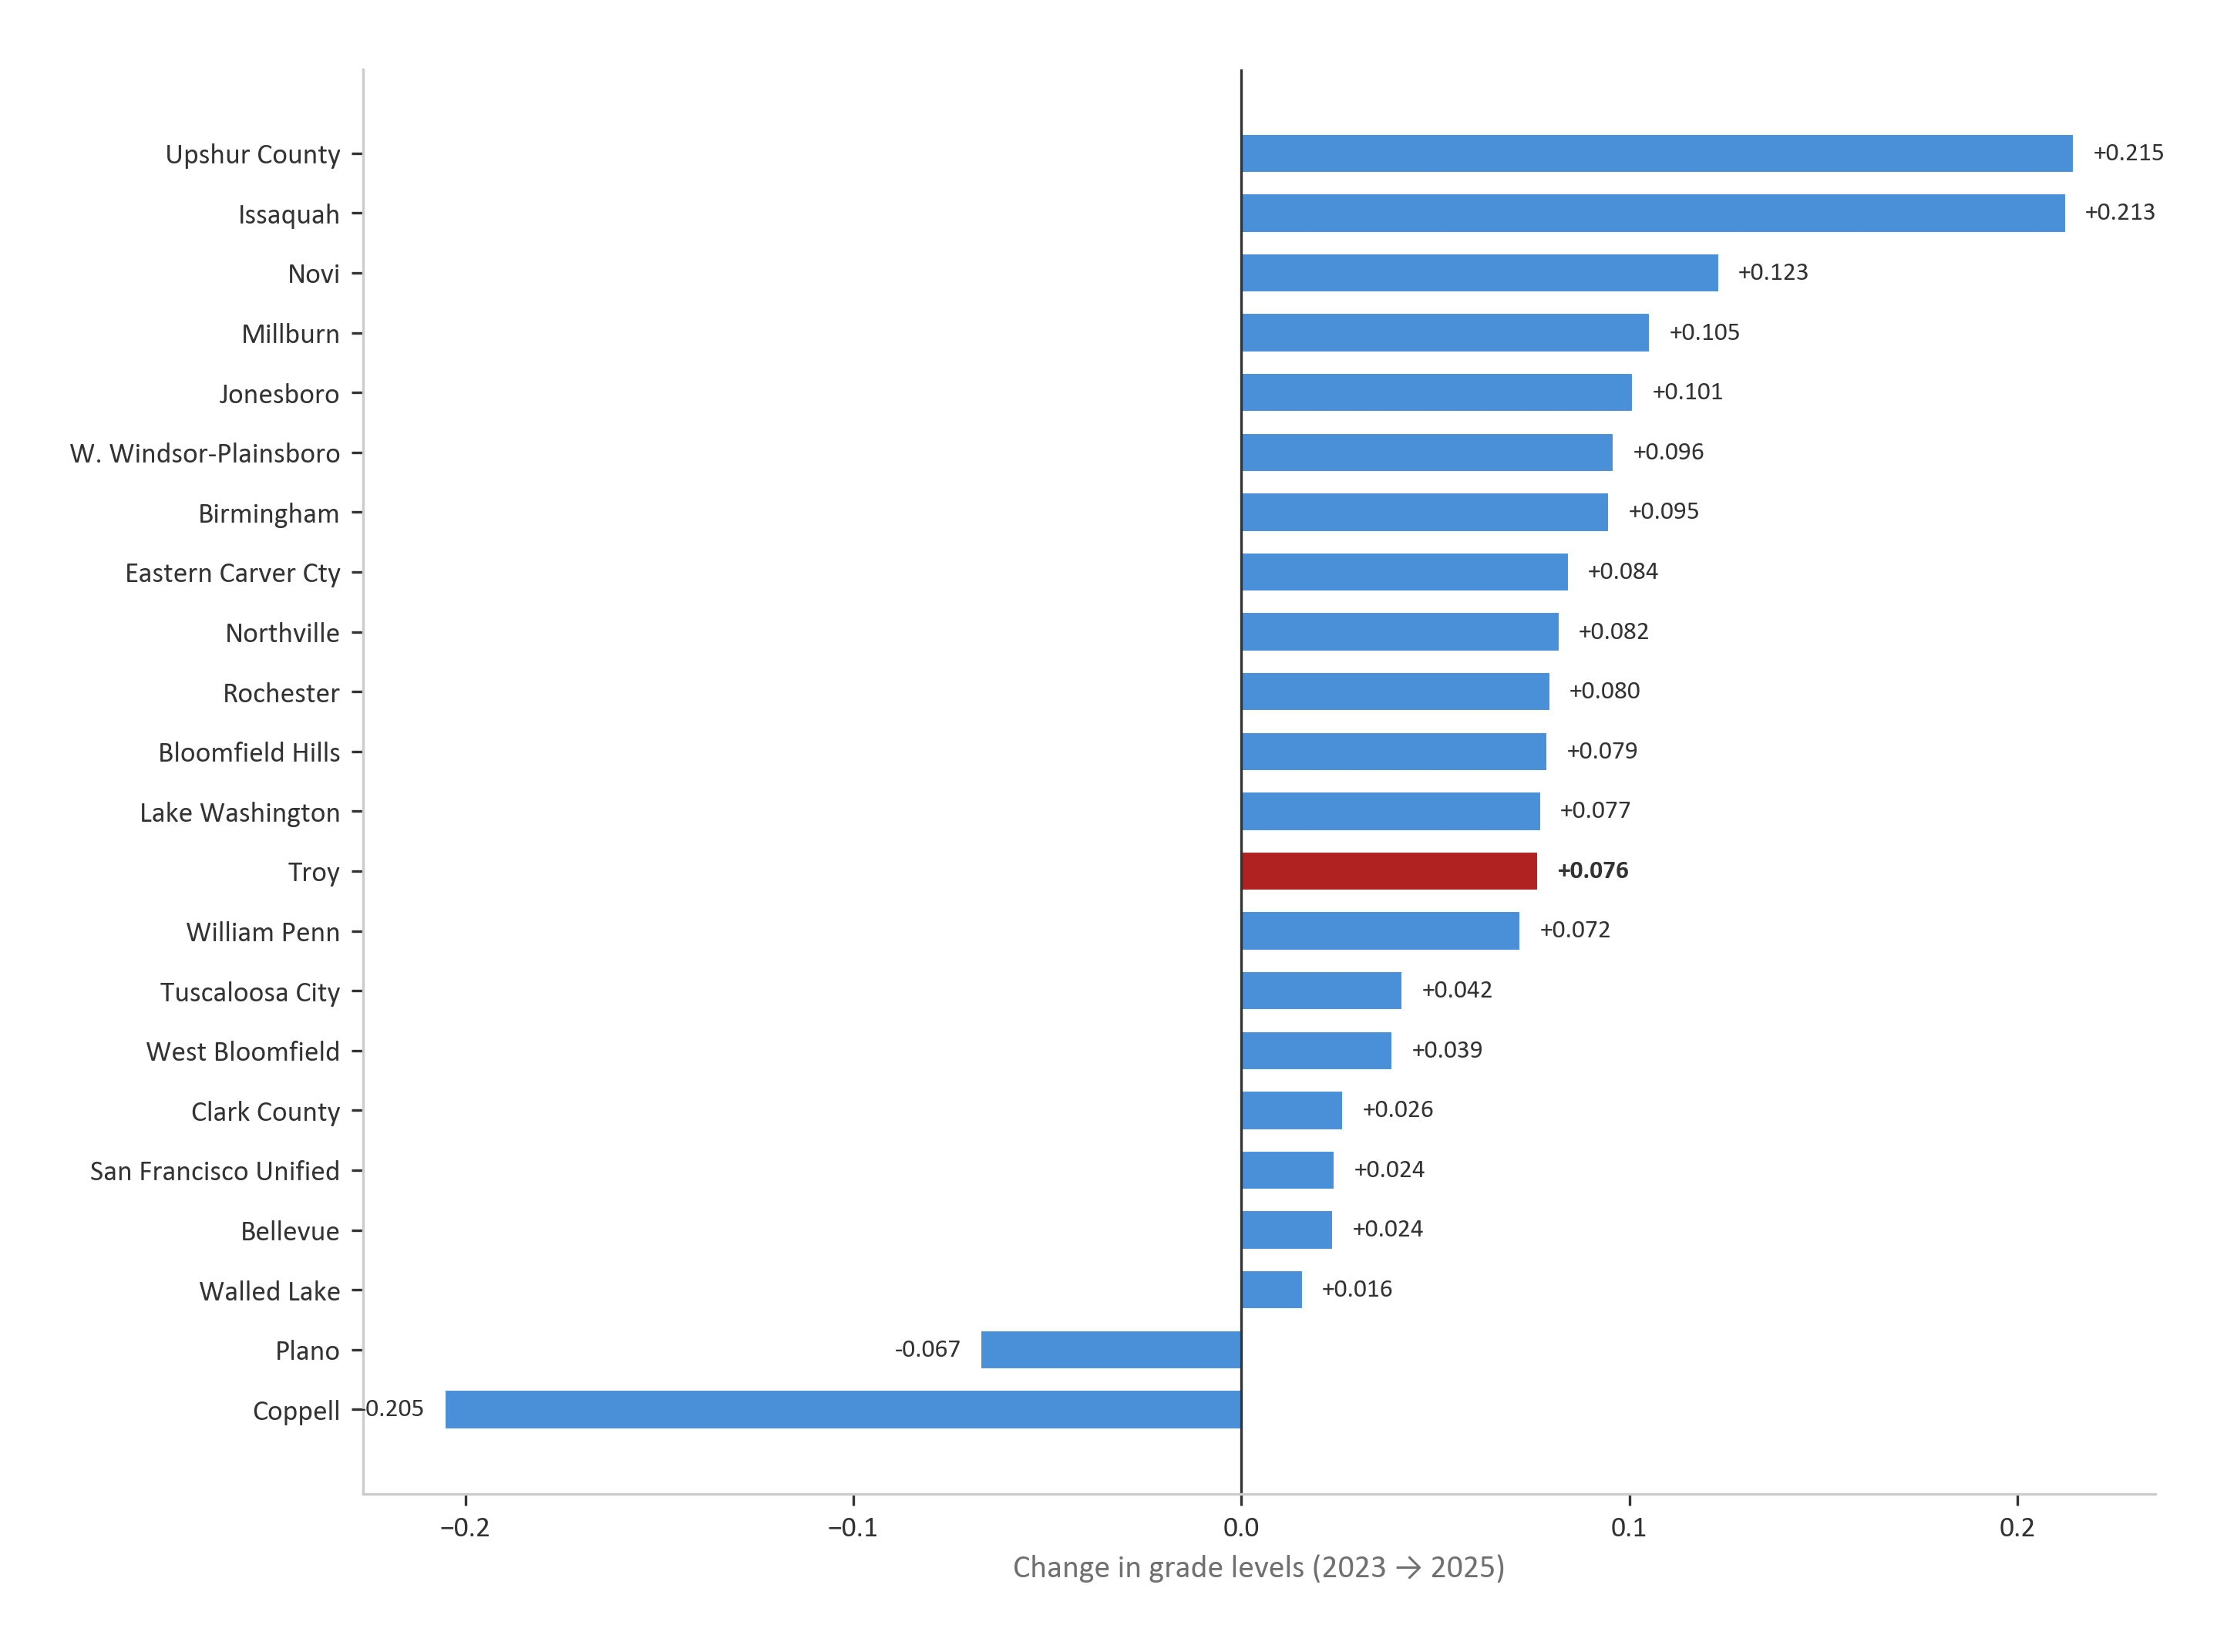 Upshur County +0.215
Issaquah +0.213
Novi +0.123
Millburn +0.105
Jonesboro +0.101
W. Windsor-Plainsboro +0.096
Birmingham +0.095
Eastern Carver Cty +0.084
Northville +0.082
Rochester +0.080
Bloomfield Hills +0.079
Lake Washington +0.077
Troy +0.076
William Penn +0.072
Tuscaloosa City +0.042
West Bloomfield +0.039
Clark County +0.026
San Francisco Unified +0.024
Bellevue +0.024
Walled Lake +0.016
Plano -0.067
Coppell -0.205
−0.2 −0.1 0.0 0.1 0.2
Change in grade levels (2023 → 2025)